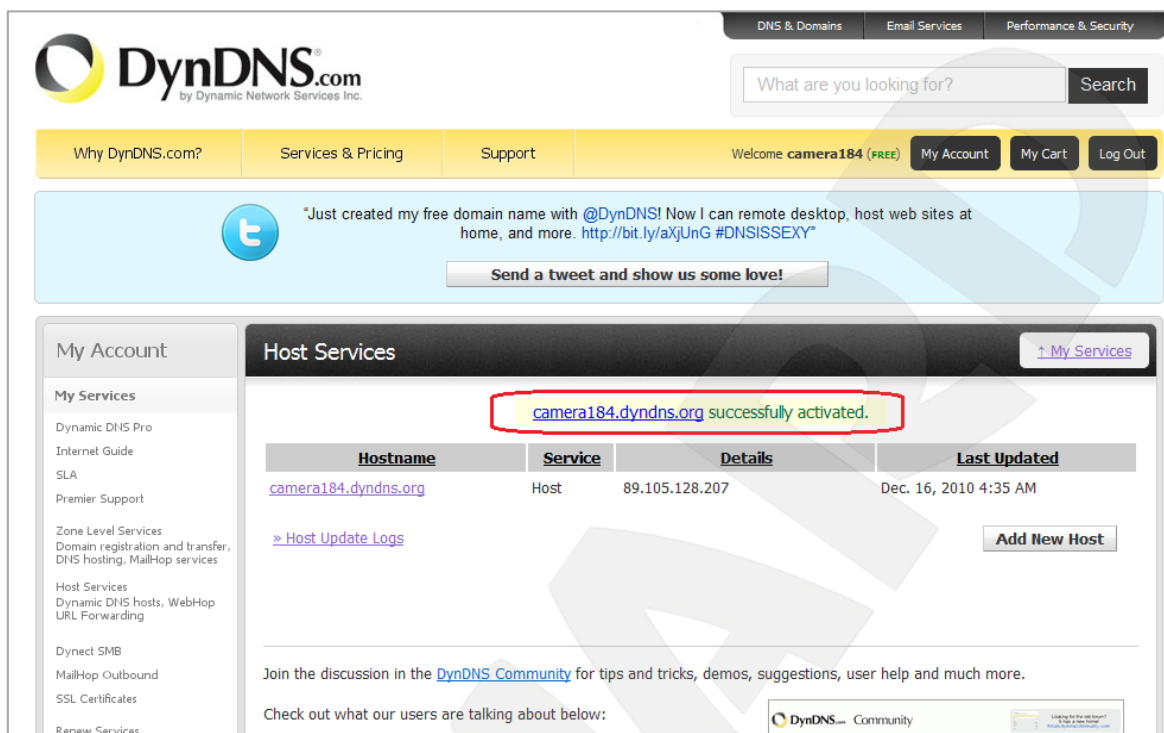 DNS & Domains Email Services Performance & Security
DynDNS.com
by Dynamic Network Services Inc.
What are you looking for? Search
Why DynDNS.com? Services & Pricing Support Welcome camera184 (FREE) My Account My Cart Log Out
"Just created my free domain name with @DynDNS! Now I can remote desktop, host web sites at
home, and more. http://bit.ly/aXjUnG #DNSISSEXY"
Send a tweet and show us some love!
My Account
My Services
Dynamic DNS Pro
Internet Guide
SLA
Premier Support
Zone Level Services
Domain registration and transfer,
DNS hosting, MailHop services
Host Services
Dynamic DNS hosts, WebHop
URL Forwarding
Dynect SMB
MailHop Outbound
SSL Certificates
Renew Services
Host Services ↑ My Services
camera184.dyndns.org successfully activated.
Hostname Service Details Last Updated
camera184.dyndns.org Host 89.105.128.207 Dec. 16, 2010 4:35 AM
» Host Update Logs Add New Host
Join the discussion in the DynDNS Community for tips and tricks, demos, suggestions, user help and much more.
Check out what our users are talking about below:
DynDNS.com Community